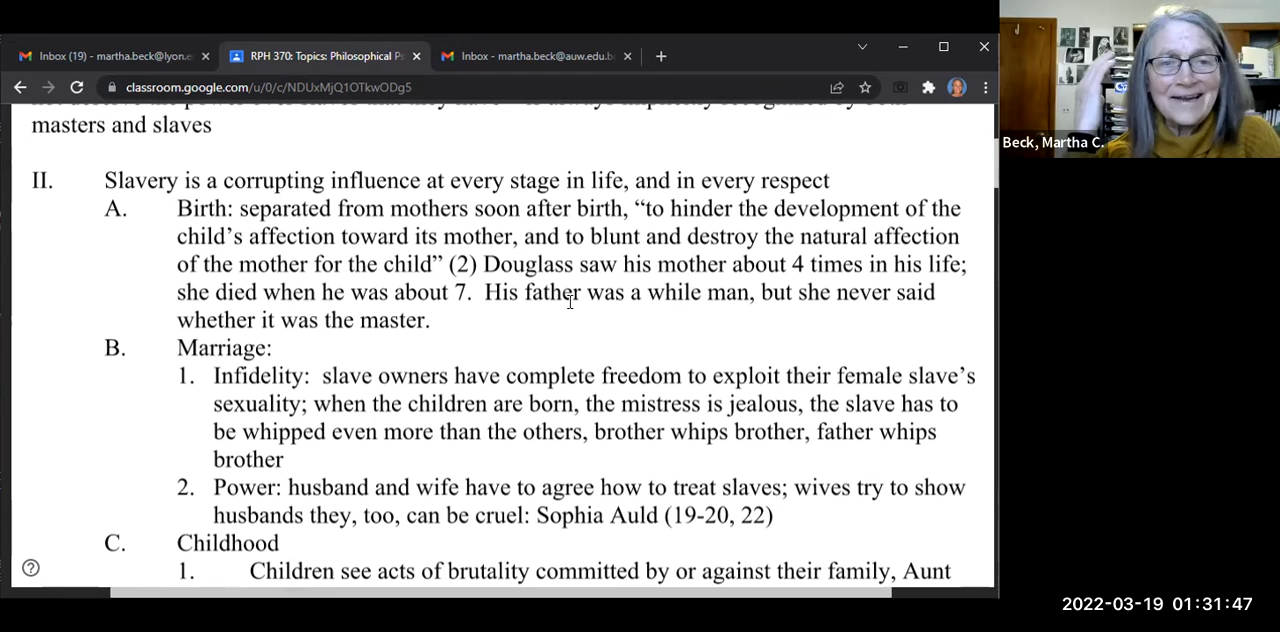 Inbox (19) - martha.beck@lyon.e
RPH 370: Topics: Philosophical Ps
Inbox - martha.beck@auw.edu.b
classroom.google.com/u/0/c/NDUxMjQ1OTkwODg5
Beck, Martha C.
masters and slaves
II. Slavery is a corrupting influence at every stage in life, and in every respect
A. Birth: separated from mothers soon after birth, “to hinder the development of the
child’s affection toward its mother, and to blunt and destroy the natural affection
of the mother for the child” (2) Douglass saw his mother about 4 times in his life;
she died when he was about 7. His father was a while man, but she never said
whether it was the master.
B. Marriage:
1. Infidelity: slave owners have complete freedom to exploit their female slave’s
sexuality; when the children are born, the mistress is jealous, the slave has to
be whipped even more than the others, brother whips brother, father whips
brother
2. Power: husband and wife have to agree how to treat slaves; wives try to show
husbands they, too, can be cruel: Sophia Auld (19-20, 22)
C. Childhood
1. Children see acts of brutality committed by or against their family, Aunt
2022-03-19 01:31:47